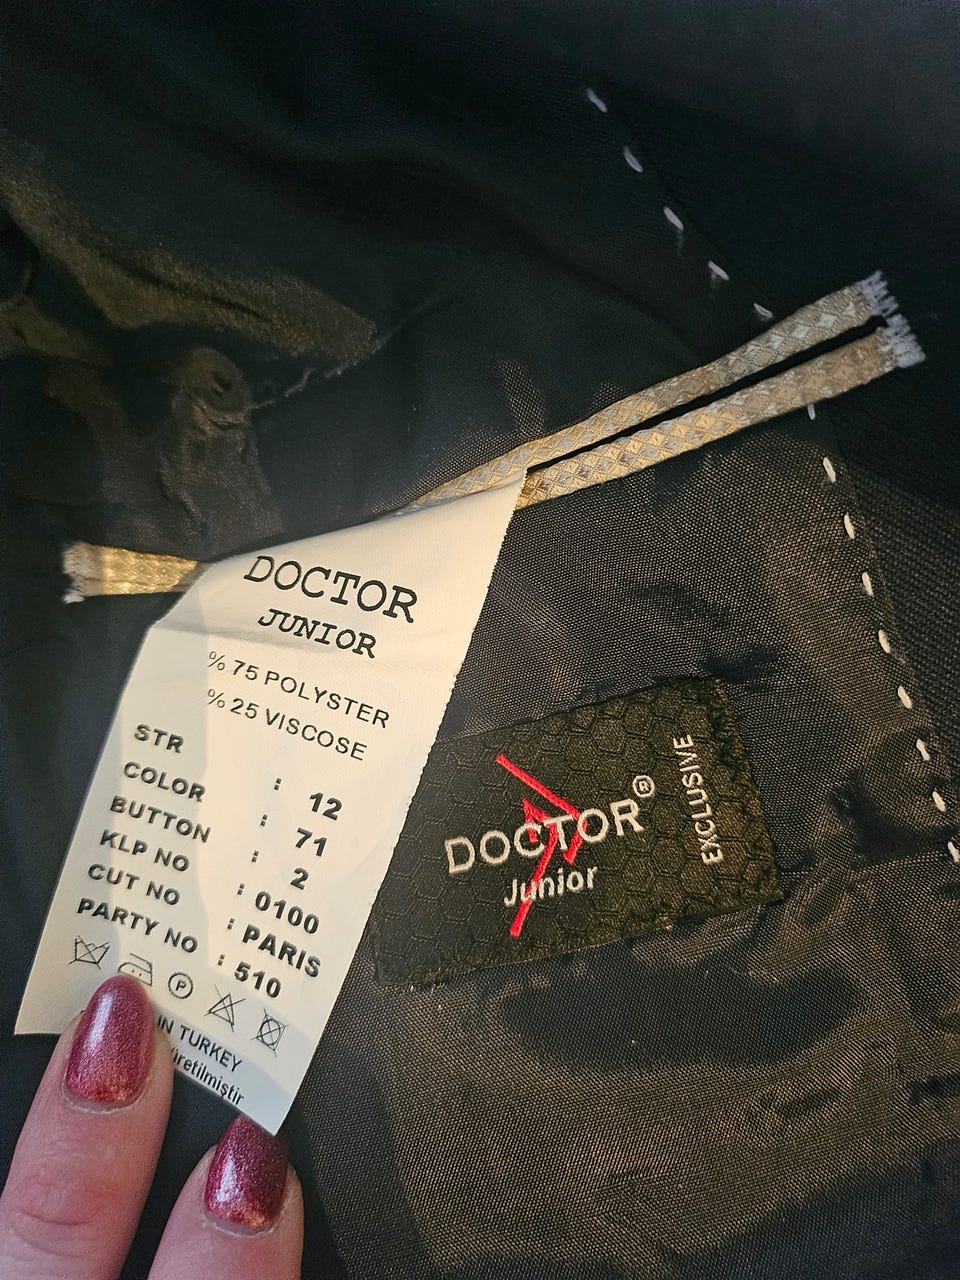 DOCTOR
JUNIOR
% 75 POLYSTER
% 25 VISCOSE
STR : 12
COLOR : 71
BUTTON : 2
KLP NO : 0100
CUT NO : PARIS
PARTY NO : 510
P
IN TURKEY
üretilmiştir
DOCTOR®
Junior
EXCLUSIVE